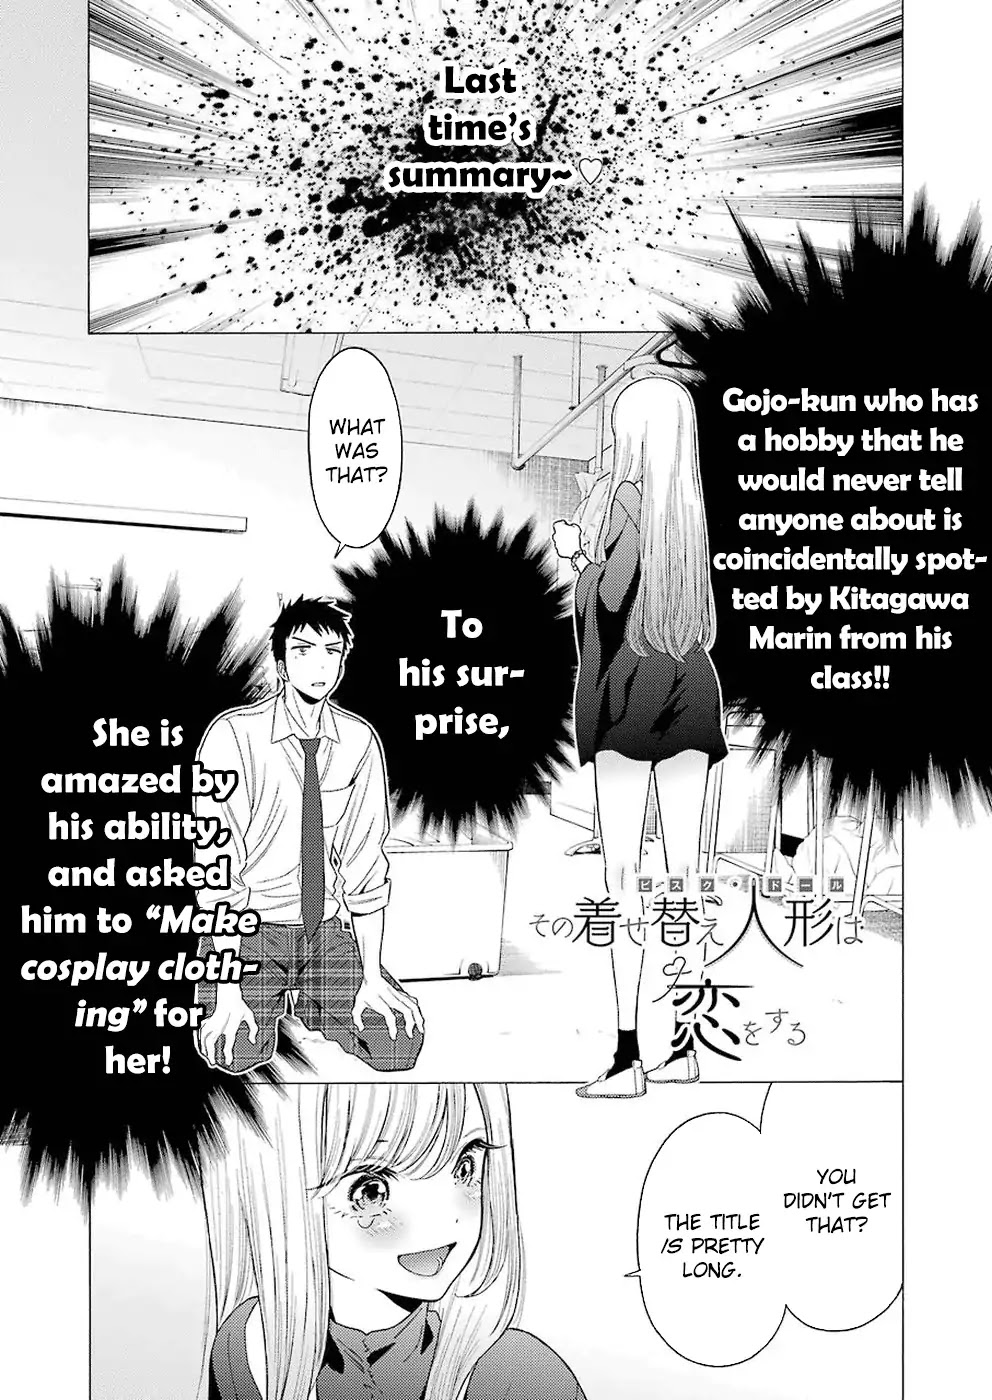 Last
time's
summary~♡
Gojo-kun who has
a hobby that he
would never tell
anyone about is
coincidentally spot-
ted by Kitagawa
Marin from his
class!!
WHAT
WAS
THAT?
To
his sur-
prise,
She is
amazed by
his ability,
and asked
him to "Make
cosplay cloth-
ing" for
her!
ビスク・ドール
その着せ替え人形は
恋をする
YOU
DIDN'T GET
THAT?
THE TITLE
IS PRETTY
LONG.